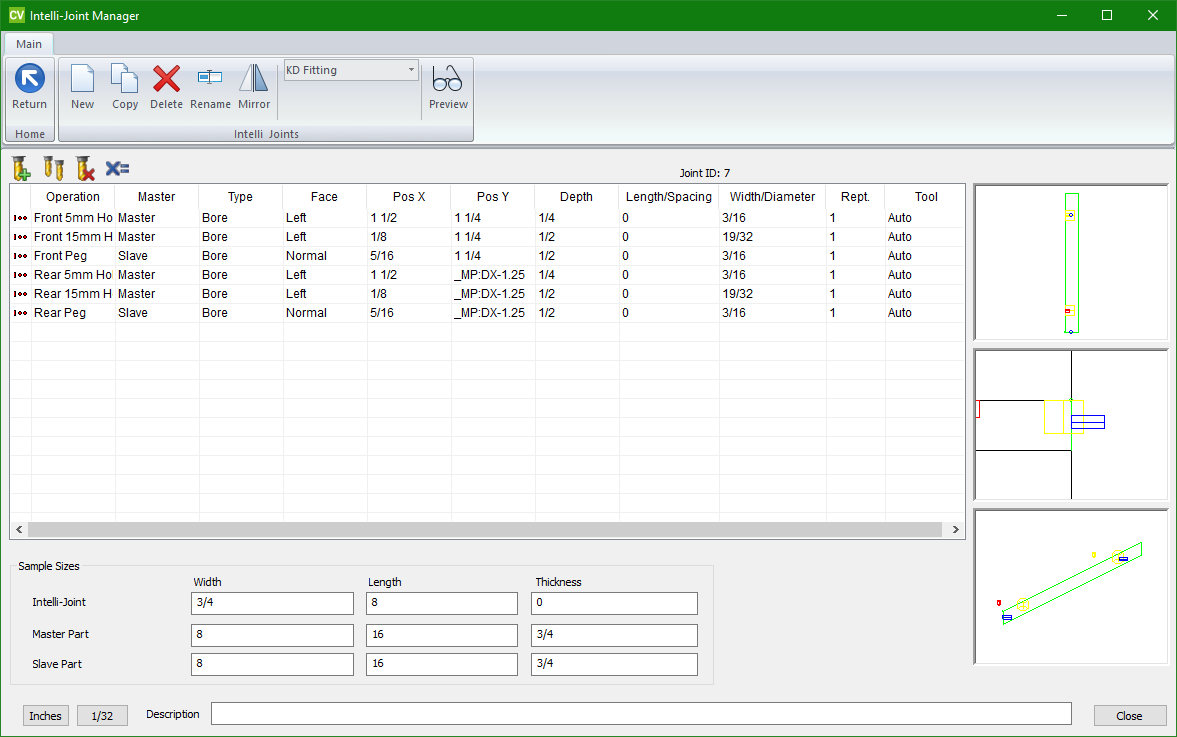 CV Intelli-Joint Manager
Main
Return New Copy Delete Rename Mirror KD Fitting Preview
Home Intelli Joints
Joint ID: 7
Operation Master Type Face Pos X Pos Y Depth Length/Spacing Width/Diameter Rept. Tool
Front 5mm Ho Master Bore Left 1 1/2 1 1/4 1/4 0 3/16 1 Auto
Front 15mm H Master Bore Left 1/8 1 1/4 1/2 0 19/32 1 Auto
Front Peg Slave Bore Normal 5/16 1 1/4 1/2 0 3/16 1 Auto
Rear 5mm Hol Master Bore Left 1 1/2 _MP:DX-1.25 1/4 0 3/16 1 Auto
Rear 15mm H Master Bore Left 1/8 _MP:DX-1.25 1/2 0 19/32 1 Auto
Rear Peg Slave Bore Normal 5/16 _MP:DX-1.25 1/2 0 3/16 1 Auto
Sample Sizes
Width Length Thickness
Intelli-Joint 3/4 8 0
Master Part 8 16 3/4
Slave Part 8 16 3/4
Inches 1/32 Description Close